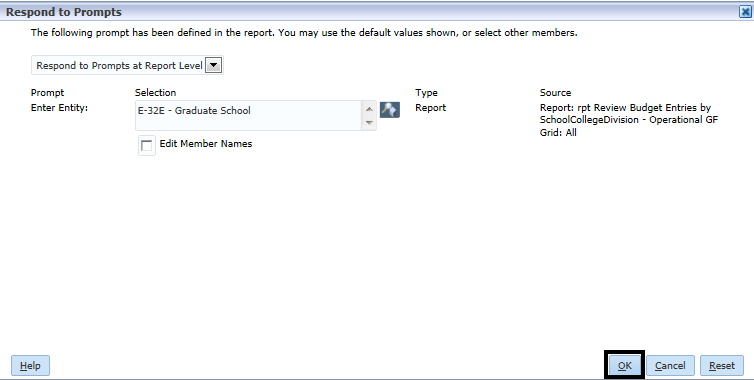 Respond to Prompts
The following prompt has been defined in the report. You may use the default values shown, or select other members.
Respond to Prompts at Report Level
Prompt Selection Type Source
Enter Entity: E-32E - Graduate School Report Report: rpt Review Budget Entries by
SchoolCollegeDivision - Operational GF
Grid: All
Edit Member Names
Help OK Cancel Reset